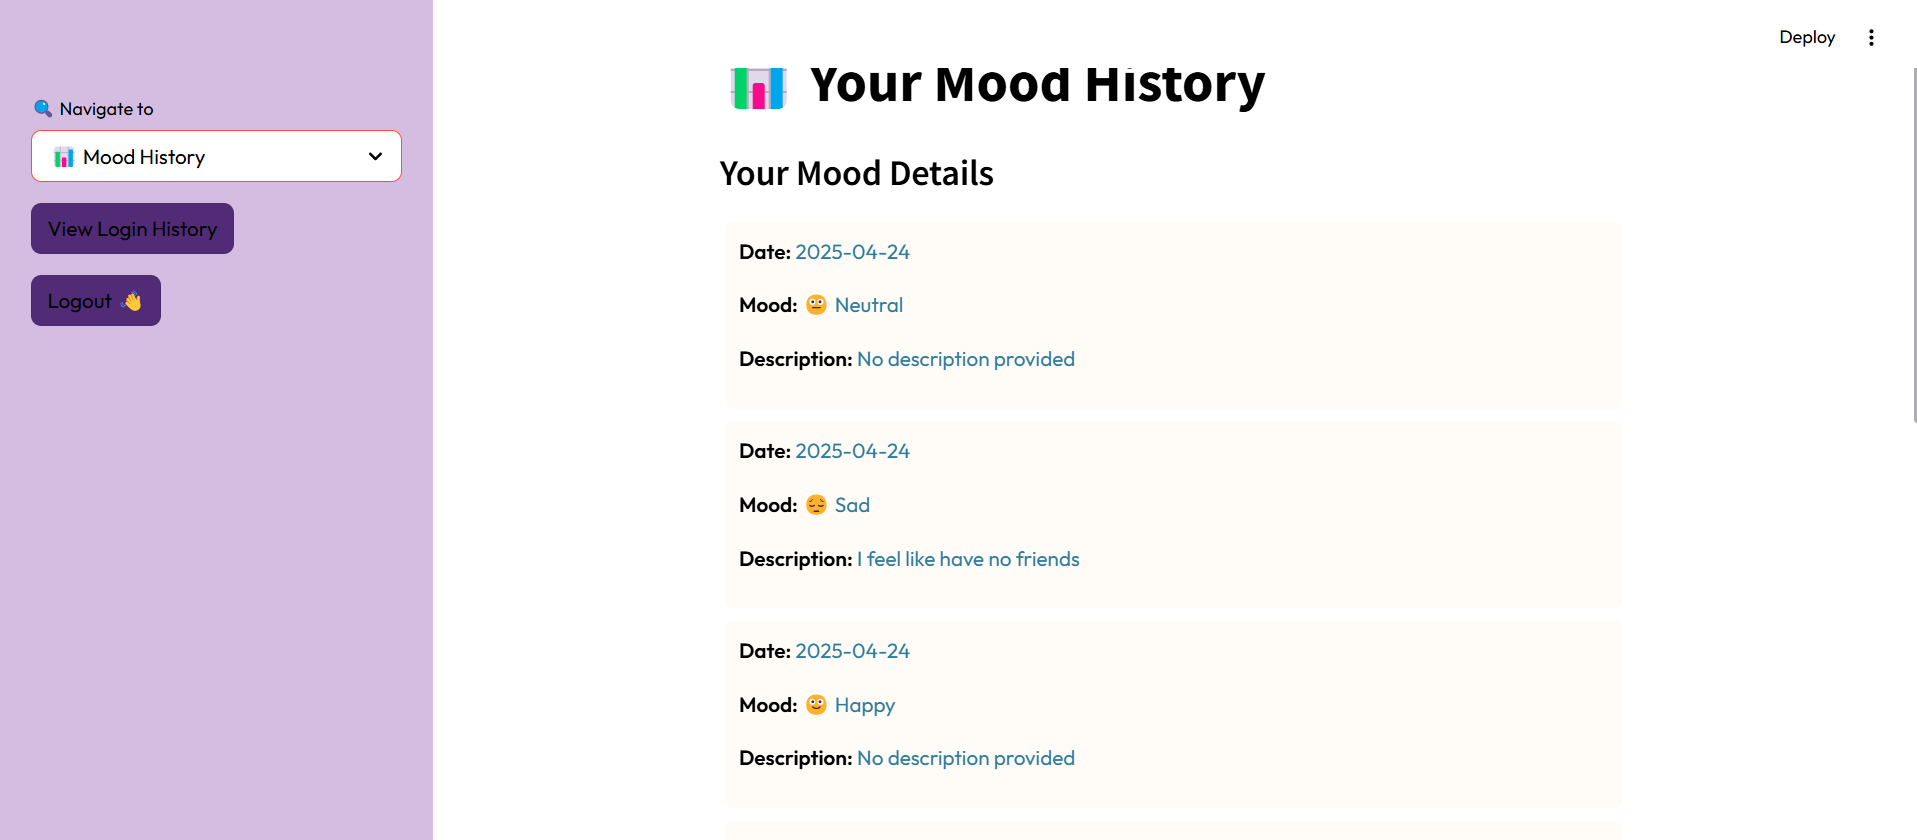 Deploy
Navigate to
Mood History
View Login History
Logout
Your Mood History
Your Mood Details
Date: 2025-04-24
Mood: Neutral
Description: No description provided
Date: 2025-04-24
Mood: Sad
Description: I feel like have no friends
Date: 2025-04-24
Mood: Happy
Description: No description provided